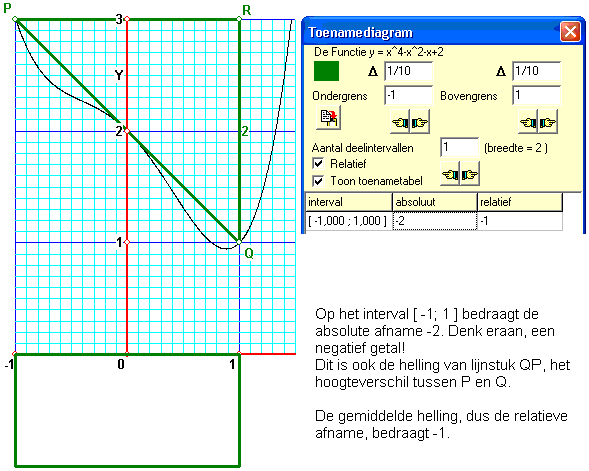 P
R
3
Y
2
2
1
Q
-1
0
1
Toenamediagram
De Functie y = x^4-x^2-x+2
Δ 1/10 Δ 1/10
Ondergrens -1 Bovengrens 1
Aantal deelintervallen 1 (breedte = 2 )
Relatief
Toon toenametabel
interval absoluut relatief
[ -1,000 ; 1,000 ] -2 -1
Op het interval [ -1; 1 ] bedraagt de
absolute afname -2. Denk eraan, een
negatief getal!
Dit is ook de helling van lijnstuk QP, het
hoogteverschil tussen P en Q.
De gemiddelde helling, dus de relatieve
afname, bedraagt -1.